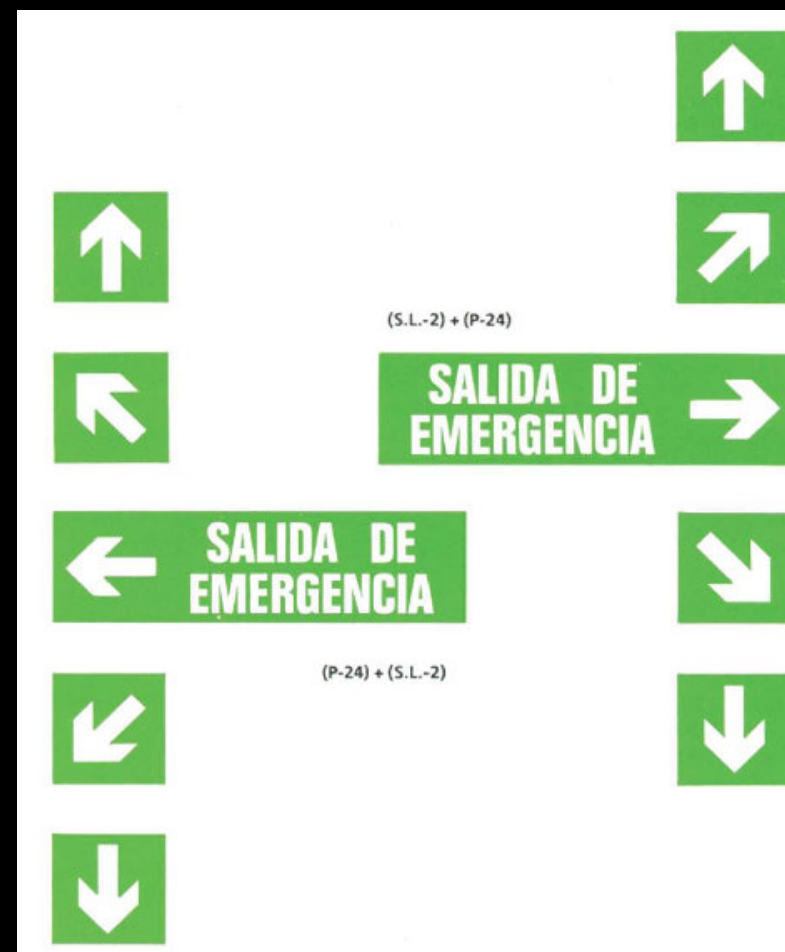 (S.L.-2) + (P-24)
SALIDA DE
EMERGENCIA
SALIDA DE
EMERGENCIA
(P-24) + (S.L.-2)